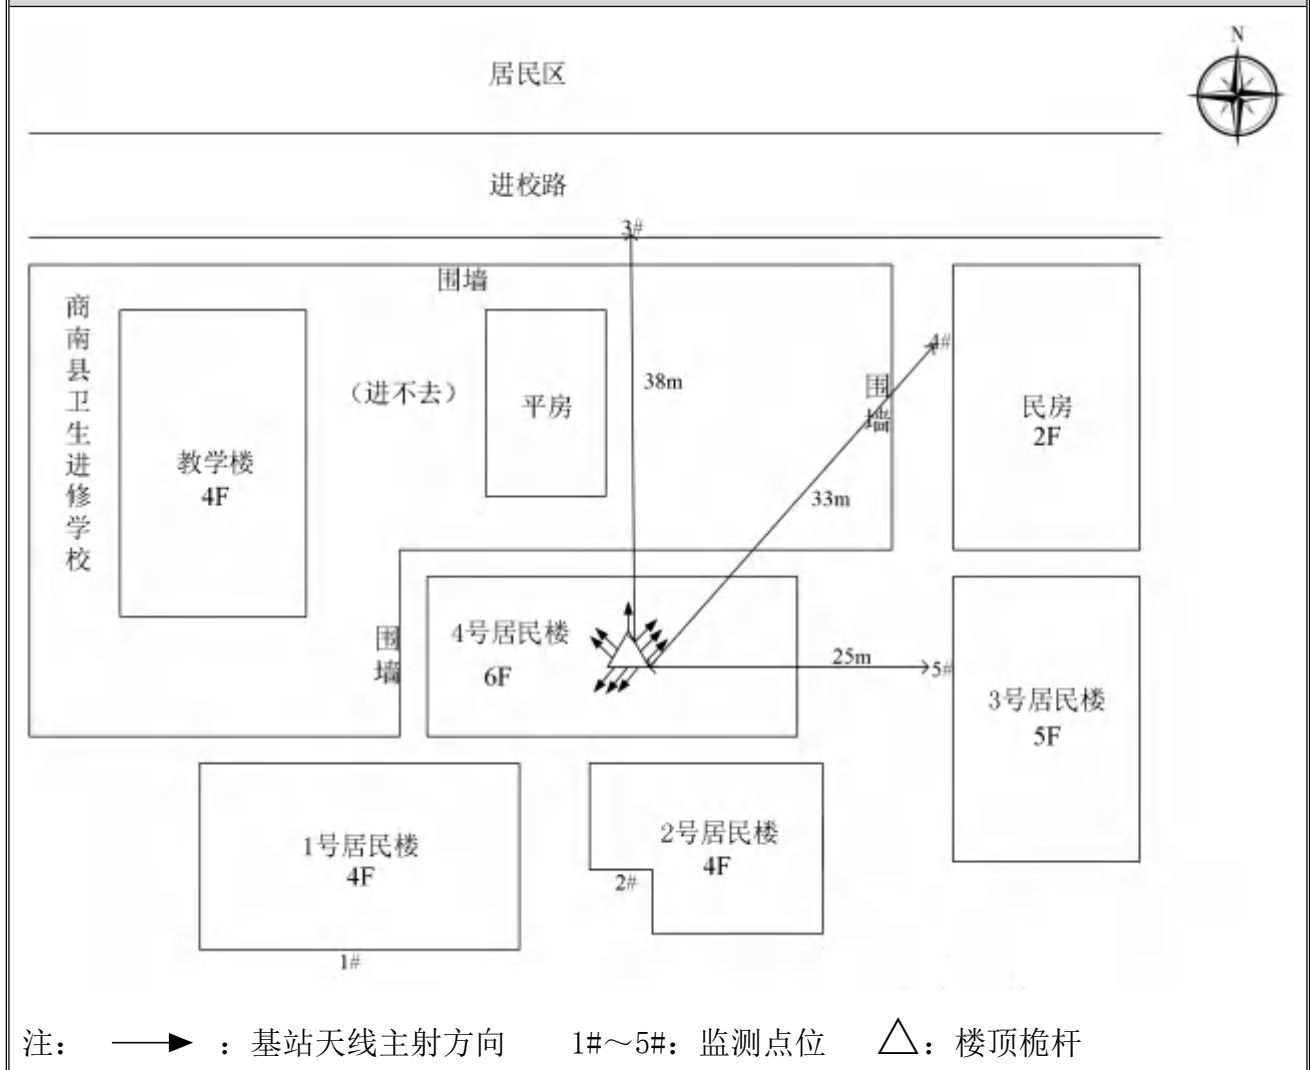 N
居民区
进校路
3#
围墙
商南县卫生进修学校
(进不去)
38m
4#
围墙
平房
民房
2F
教学楼
4F
33m
围墙
4号居民楼
6F
25m
5#
3号居民楼
5F
1号居民楼
4F
2号居民楼
4F
2#
1#
注： ：基站天线主射方向 1#～5#：监测点位 △：楼顶桅杆